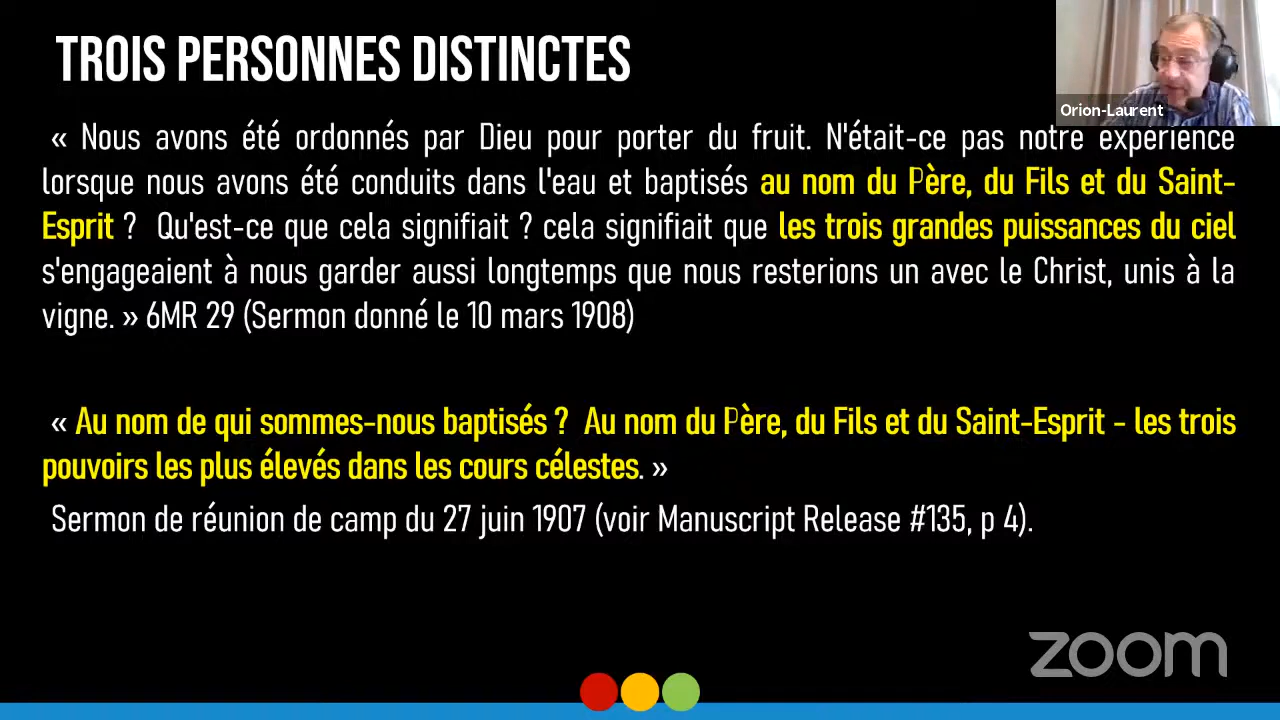 TROIS PERSONNES DISTINCTES
Orion-Laurent
« Nous avons été ordonnés par Dieu pour porter du fruit. N'était-ce pas notre expérience
lorsque nous avons été conduits dans l'eau et baptisés au nom du Père, du Fils et du Saint-
Esprit ? Qu'est-ce que cela signifiait ? cela signifiait que les trois grandes puissances du ciel
s'engageaient à nous garder aussi longtemps que nous resterions un avec le Christ, unis à la
vigne. » 6MR 29 (Sermon donné le 10 mars 1908)
« Au nom de qui sommes-nous baptisés ? Au nom du Père, du Fils et du Saint-Esprit - les trois
pouvoirs les plus élevés dans les cours célestes. »
Sermon de réunion de camp du 27 juin 1907 (voir Manuscript Release #135, p 4).
zoom